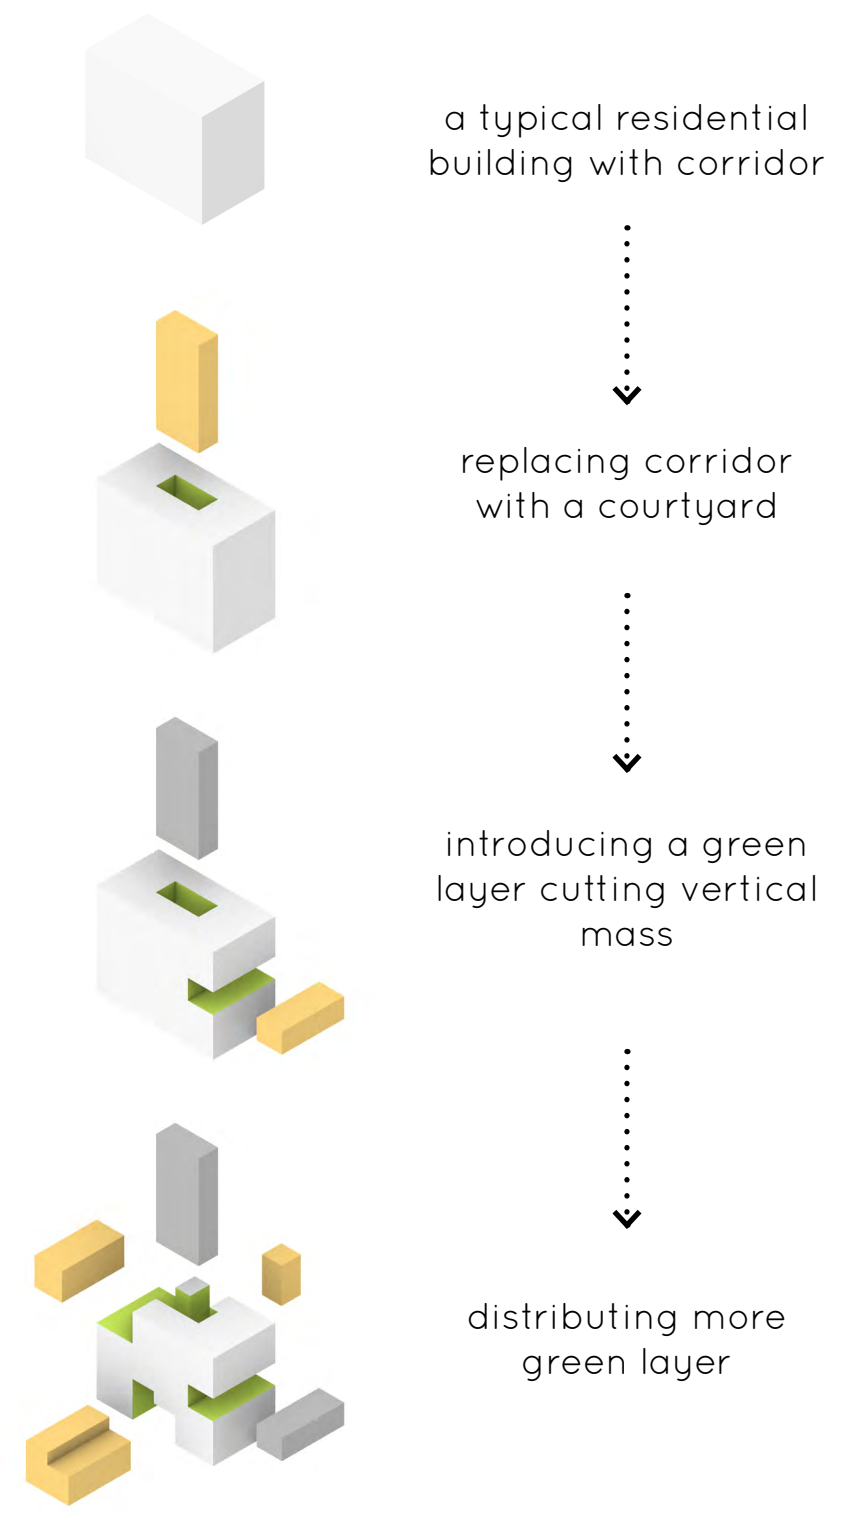 a typical residential
building with corridor
replacing corridor
with a courtyard
introducing a green
layer cutting vertical
mass
distributing more
green layer